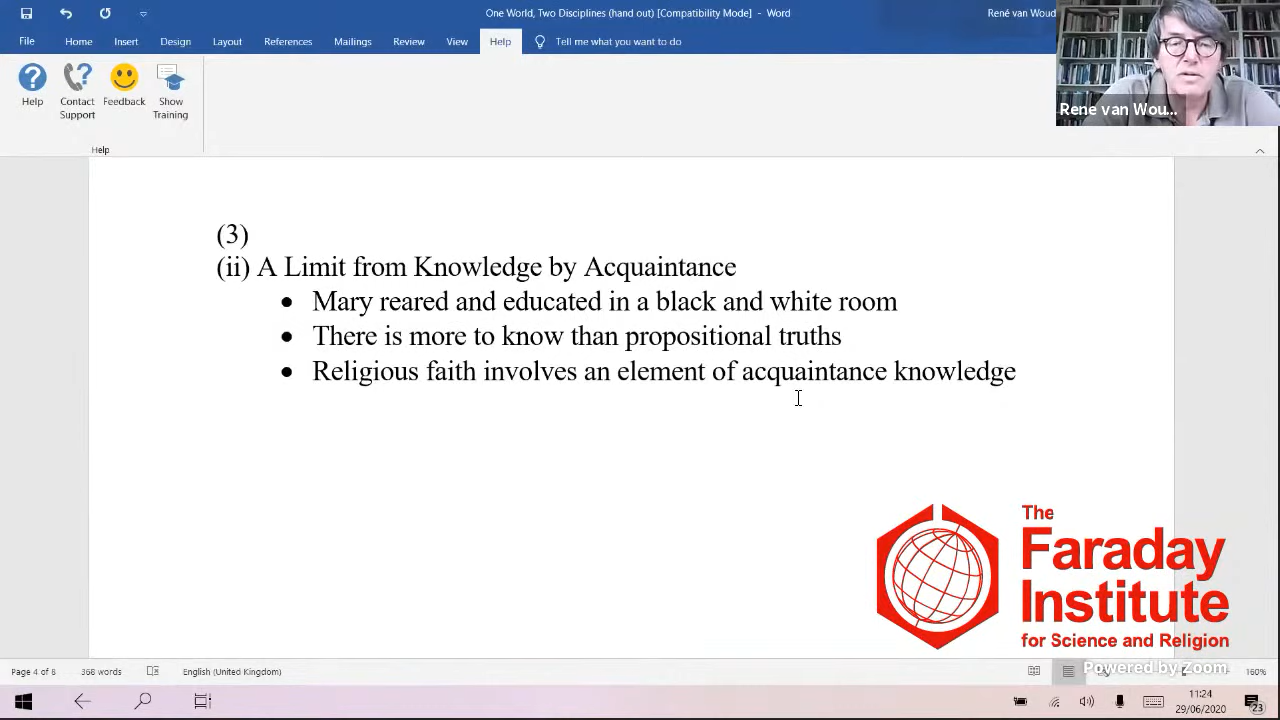 One World, Two Disciplines (hand out) [Compatibility Mode] - Word
René van Woud
File Home Insert Design Layout References Mailings Review View Help Tell me what you want to do
Help Contact Support Feedback Show Training
Help
Rene van Wou...
(3)
(ii) A Limit from Knowledge by Acquaintance
• Mary reared and educated in a black and white room
• There is more to know than propositional truths
• Religious faith involves an element of acquaintance knowledge
The
Faraday
Institute
for Science and Religion
Powered by Zoom
Page 4 of 8 368 words English (United Kingdom) 160%
11:24
29/06/2020
23